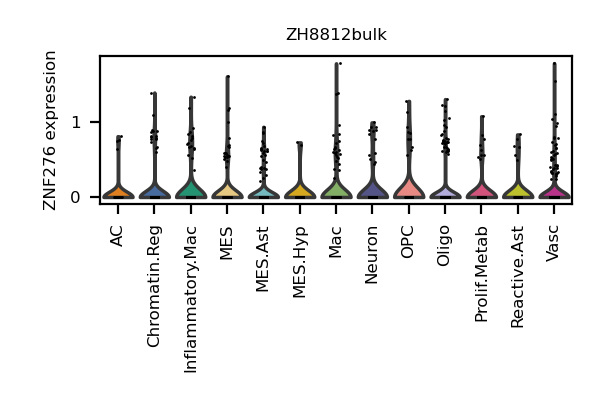 ZH8812bulk
ZNF276 expression
1
0
AC
Chromatin.Reg
Inflammatory.Mac
MES
MES.Ast
MES.Hyp
Mac
Neuron
OPC
Oligo
Prolif.Metab
Reactive.Ast
Vasc